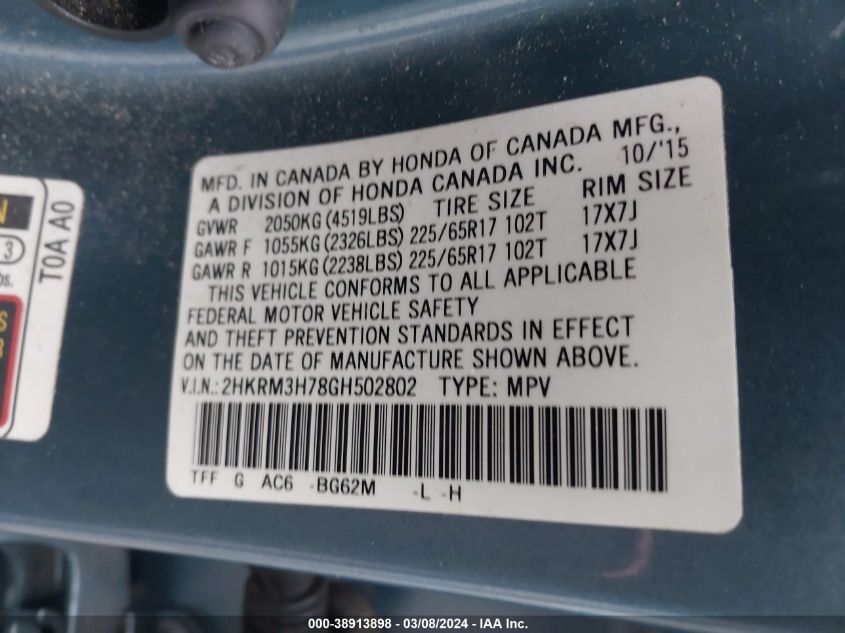 MFD. IN CANADA BY HONDA OF CANADA MFG.,
A DIVISION OF HONDA CANADA INC. 10/'15
GVWR 2050KG (4519LBS) TIRE SIZE RIM SIZE
GAWR F 1055KG (2326LBS) 225/65R17 102T 17X7J
GAWR R 1015KG (2238LBS) 225/65R17 102T 17X7J
THIS VEHICLE CONFORMS TO ALL APPLICABLE
FEDERAL MOTOR VEHICLE SAFETY
AND THEFT PREVENTION STANDARDS IN EFFECT
ON THE DATE OF MANUFACTURE SHOWN ABOVE.
V.I.N.: 2HKRM3H78GH502802 TYPE: MPV
TFF G AC6 -BG62M -L -H
T0A A0
N
3
bs.
S
R
000-38913898 - 03/08/2024 - IAA Inc.